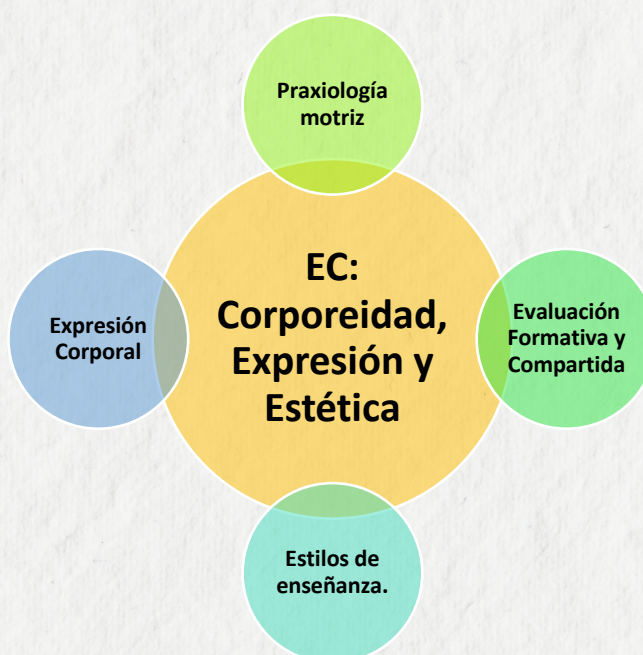 Praxiología
motriz
EC:
Corporeidad,
Expresión y
Estética
Expresión
Corporal
Evaluación
Formativa y
Compartida
Estilos de
enseñanza.